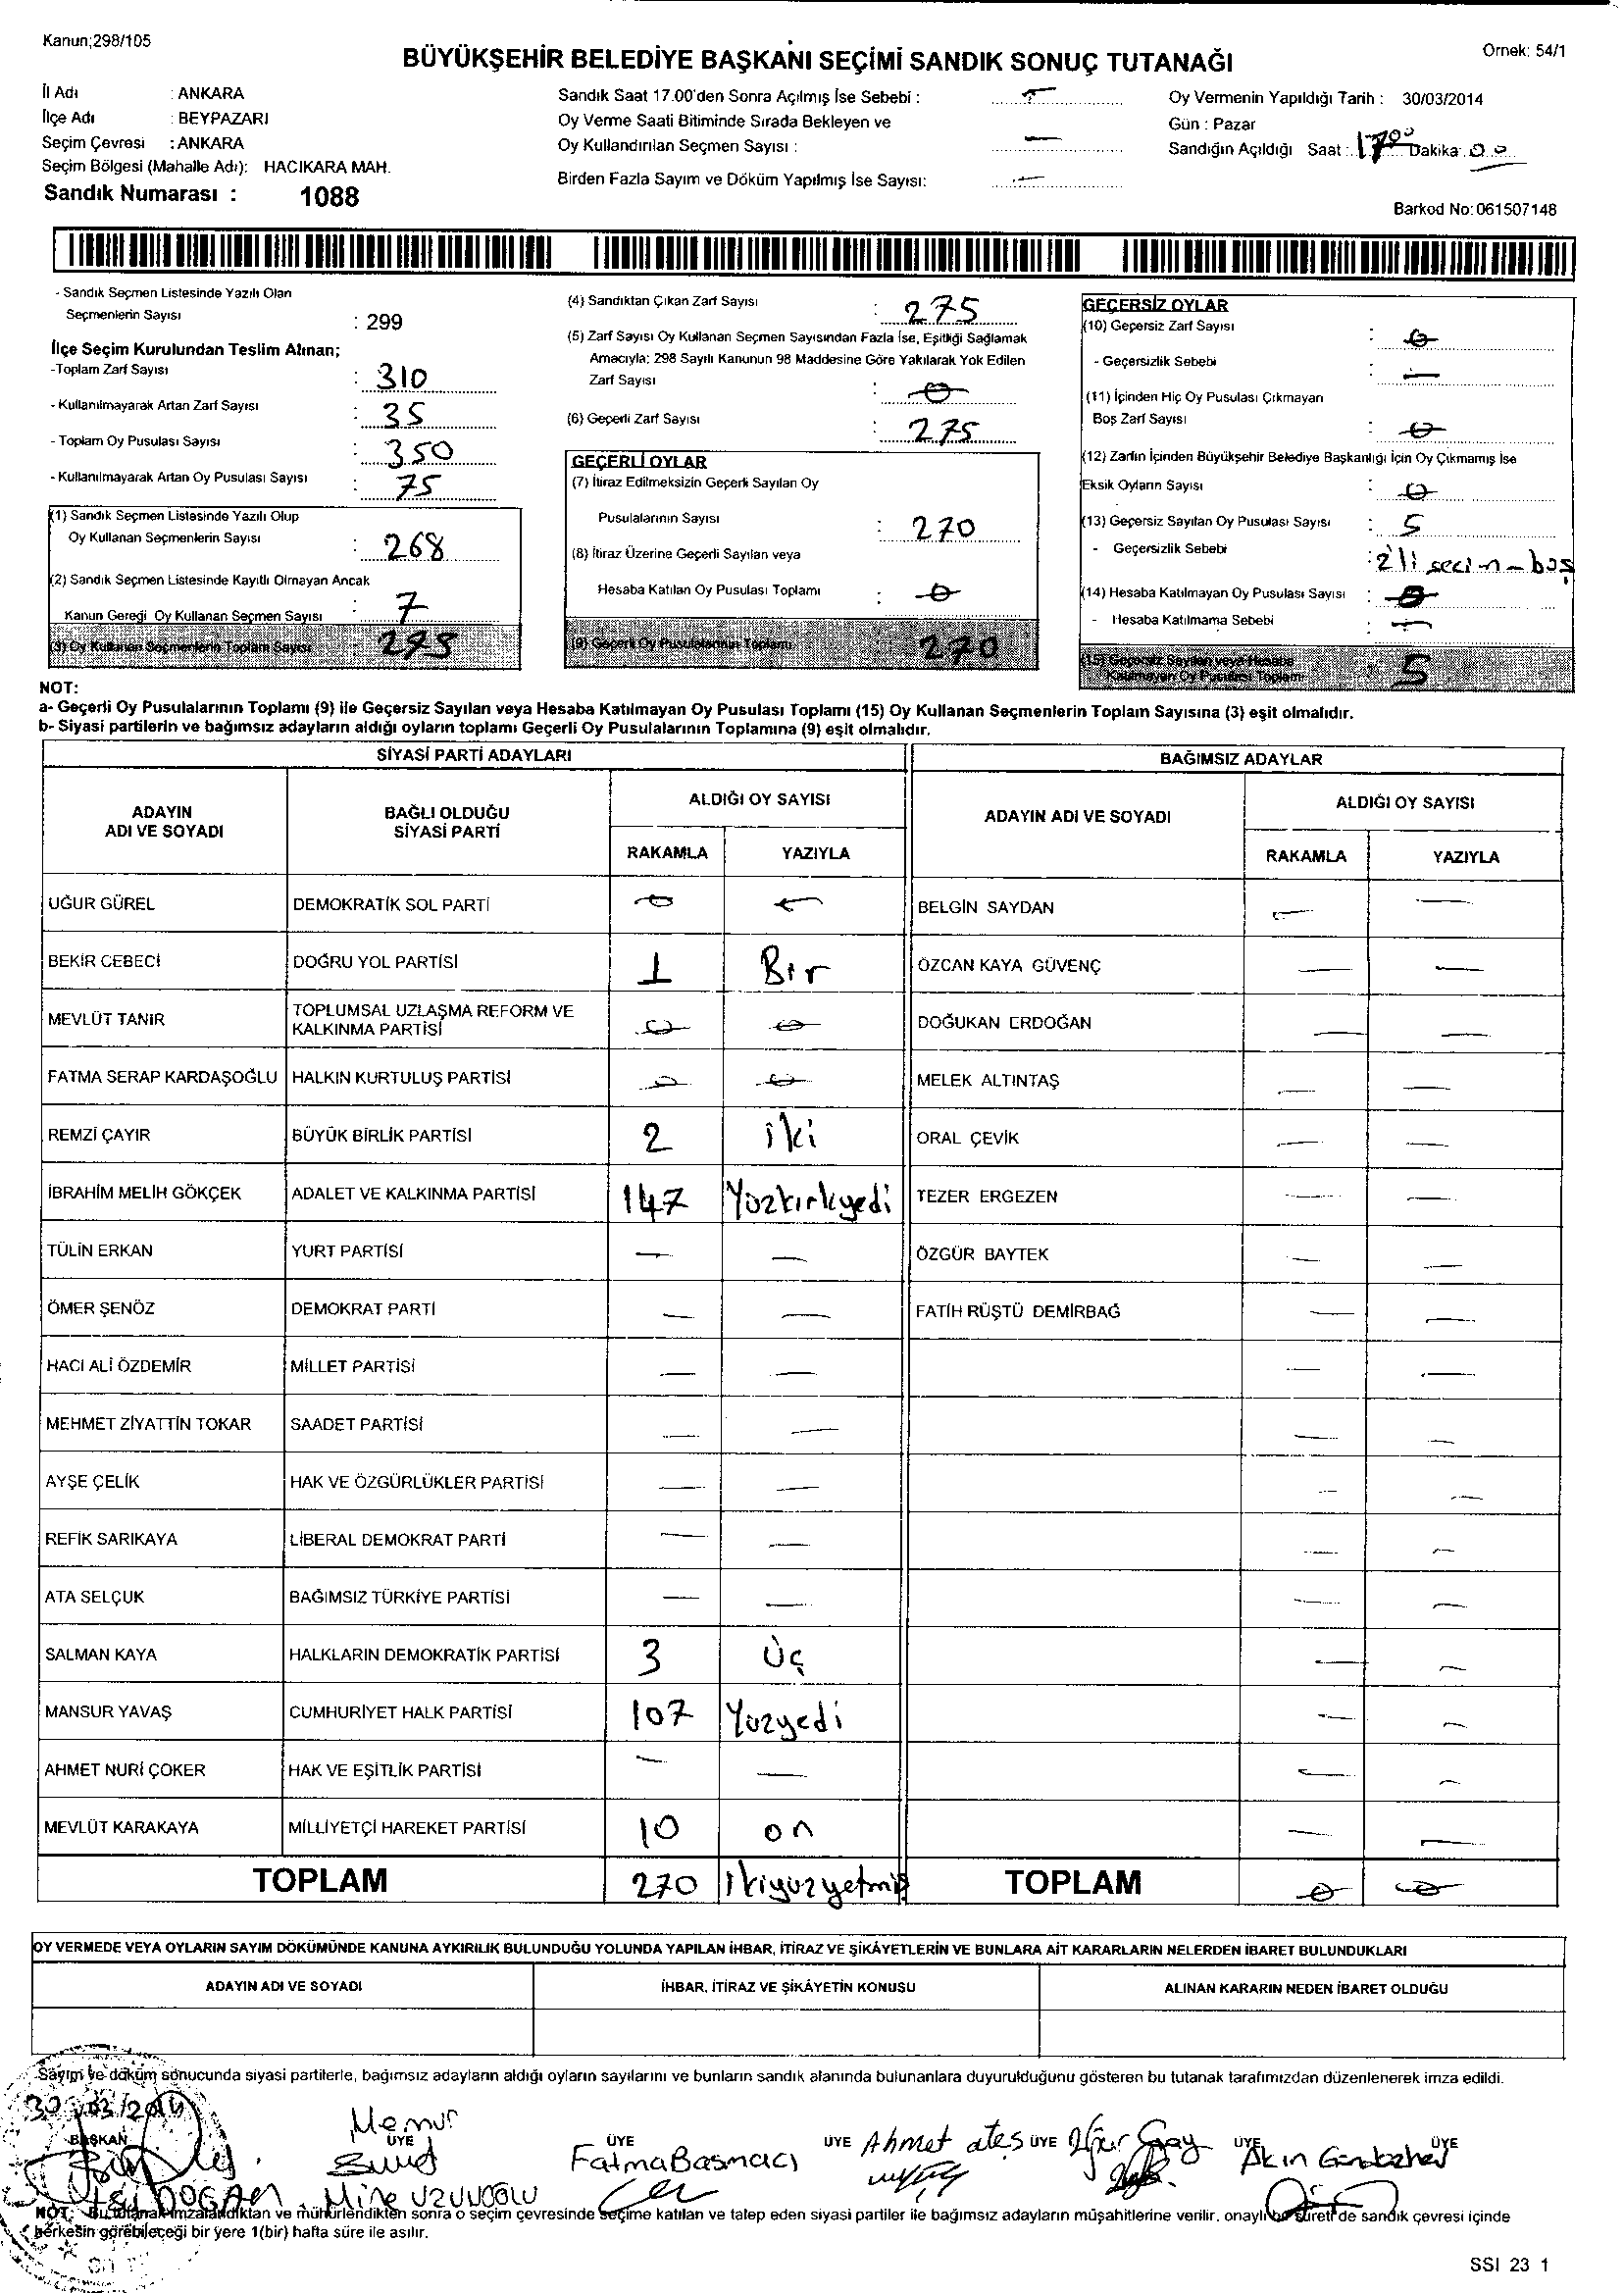 Kanun;298/105
BÜYÜKŞEHİR BELEDİYE BAŞKANI SEÇİMİ SANDIK SONUÇ TUTANAĞI
Örnek: 54/1
İl Adı : ANKARA
İlçe Adı : BEYPAZARI
Seçim Çevresi : ANKARA
Seçim Bölgesi (Mahalle Adı): HACIKARA MAH.
Sandık Numarası : 1088
Sandık Saat 17.00'den Sonra Açılmış İse Sebebi : —
Oy Verme Saati Bitiminde Sırada Bekleyen ve
Oy Kullandırılan Seçmen Sayısı : —
Birden Fazla Sayım ve Döküm Yapılmış İse Sayısı: —
Oy Vermenin Yapıldığı Tarih : 30/03/2014
Gün : Pazar
Sandığın Açıldığı Saat : 17:00 Dakika 00
Barkod No: 061507148
- Sandık Seçmen Listesinde Yazılı Olan
Seçmenlerin Sayısı : 299
İlçe Seçim Kurulundan Teslim Alınan;
-Toplam Zarf Sayısı : 310
- Kullanılmayarak Artan Zarf Sayısı : 35
- Toplam Oy Pusulası Sayısı : 350
- Kullanılmayarak Artan Oy Pusulası Sayısı : 75
(1) Sandık Seçmen Listesinde Yazılı Olup
Oy Kullanan Seçmenlerin Sayısı : 268
(2) Sandık Seçmen Listesinde Kayıtlı Olmayan Ancak
Kanun Gereği Oy Kullanan Seçmen Sayısı : 7
(3) Oy Kullanan Seçmenlerin Toplam Sayısı : 275
(4) Sandıktan Çıkan Zarf Sayısı : 275
(5) Zarf Sayısı Oy Kullanan Seçmen Sayısından Fazla İse, Eşitliği Sağlamak
Amacıyla; 298 Sayılı Kanunun 98 Maddesine Göre Yakılarak Yok Edilen
Zarf Sayısı : 0
(6) Geçerli Zarf Sayısı : 275
GEÇERLİ OYLAR
(7) İtiraz Edilmeksizin Geçerli Sayılan Oy
Pusulalarının Sayısı : 270
(8) İtiraz Üzerine Geçerli Sayılan veya
Hesaba Katılan Oy Pusulası Toplamı : 0
(9) Geçerli Oy Pusulalarının Toplamı : 270
GEÇERSİZ OYLAR
(10) Geçersiz Zarf Sayısı : 0
- Geçersizlik Sebebi : —
(11) İçinden Hiç Oy Pusulası Çıkmayan
Boş Zarf Sayısı : 0
(12) Zarfın İçinden Büyükşehir Belediye Başkanlığı İçin Oy Çıkmamış İse
Eksik Oyların Sayısı : 0
(13) Geçersiz Sayılan Oy Pusulası Sayısı : 5
- Geçersizlik Sebebi : 2'li seçim - boş
(14) Hesaba Katılmayan Oy Pusulası Sayısı : 0
- Hesaba Katılmama Sebebi : —
(15) Geçersiz Sayılan veya Hesaba
Katılmayan Oy Pusulası Toplamı 5
NOT:
a- Geçerli Oy Pusulalarının Toplamı (9) ile Geçersiz Sayılan veya Hesaba Katılmayan Oy Pusulası Toplamı (15) Oy Kullanan Seçmenlerin Toplam Sayısına (3) eşit olmalıdır.
b- Siyasi partilerin ve bağımsız adayların aldığı oyların toplamı Geçerli Oy Pusulalarının Toplamına (9) eşit olmalıdır.
SİYASİ PARTİ ADAYLARI BAĞIMSIZ ADAYLAR
ADAYIN ADI VE SOYADI BAĞLI OLDUĞU SİYASİ PARTİ ALDIĞI OY SAYISI ADAYIN ADI VE SOYADI ALDIĞI OY SAYISI
RAKAMLA YAZIYLA RAKAMLA YAZIYLA
UĞUR GÜREL DEMOKRATİK SOL PARTİ 0 — BELGİN SAYDAN — —
BEKİR CEBECİ DOĞRU YOL PARTİSİ 1 Bir ÖZCAN KAYA GÜVENÇ — —
MEVLÜT TANIR TOPLUMSAL UZLAŞMA REFORM VE KALKINMA PARTİSİ 0 0 DOĞUKAN ERDOĞAN — —
FATMA SERAP KARDAŞOĞLU HALKIN KURTULUŞ PARTİSİ 0 0 MELEK ALTINTAŞ — —
REMZİ ÇAYIR BÜYÜK BİRLİK PARTİSİ 2 iki ORAL ÇEVİK — —
İBRAHİM MELİH GÖKÇEK ADALET VE KALKINMA PARTİSİ 147 Yüzkırkyedi TEZER ERGEZEN — —
TÜLİN ERKAN YURT PARTİSİ — — ÖZGÜR BAYTEK — —
ÖMER ŞENÖZ DEMOKRAT PARTİ — — FATİH RÜŞTÜ DEMİRBAĞ — —
HACI ALİ ÖZDEMİR MİLLET PARTİSİ — — — —
MEHMET ZİYATTİN TOKAR SAADET PARTİSİ — — — —
AYŞE ÇELİK HAK VE ÖZGÜRLÜKLER PARTİSİ — — — —
REFİK SARIKAYA LİBERAL DEMOKRAT PARTİ — — — —
ATA SELÇUK BAĞIMSIZ TÜRKİYE PARTİSİ — — — —
SALMAN KAYA HALKLARIN DEMOKRATİK PARTİSİ 3 Üç — —
MANSUR YAVAŞ CUMHURİYET HALK PARTİSİ 107 Yüzyedi — —
AHMET NURİ ÇOKER HAK VE EŞİTLİK PARTİSİ — — — —
MEVLÜT KARAKAYA MİLLİYETÇİ HAREKET PARTİSİ 10 on — —
TOPLAM 270 ikiyüzyetmiş TOPLAM 0 0
OY VERMEDE VEYA OYLARIN SAYIM DÖKÜMÜNDE KANUNA AYKIRILIK BULUNDUĞU YOLUNDA YAPILAN İHBAR, İTİRAZ VE ŞİKÂYETLERİN VE BUNLARA AİT KARARLARIN NELERDEN İBARET BULUNDUKLARI
ADAYIN ADI VE SOYADI İHBAR, İTİRAZ VE ŞİKÂYETİN KONUSU ALINAN KARARIN NEDEN İBARET OLDUĞU
Sayım ve döküm sonucunda siyasi partilerle, bağımsız adayların aldığı oyların sayılarını ve bunların sandık alanında bulunanlara duyurulduğunu gösteren bu tutanak tarafımızdan düzenlenerek imza edildi.
30/03/2014
Memur
BAŞKAN ÜYE ÜYE ÜYE ÜYE ÜYE ÜYE
Fatma Basmacı Ahmet ateş Uğur Akın
DOĞAN Mine UZUNOĞLU
NOT: Bu tutanak imzalandıktan ve mühürlendikten sonra o seçim çevresinde seçime katılan ve talep eden siyasi partiler ile bağımsız adayların müşahitlerine verilir, onaylı bir sureti de sandık çevresi içinde
herkesin görebileceği bir yere 1(bir) hafta süre ile asılır.
SSI 23 1